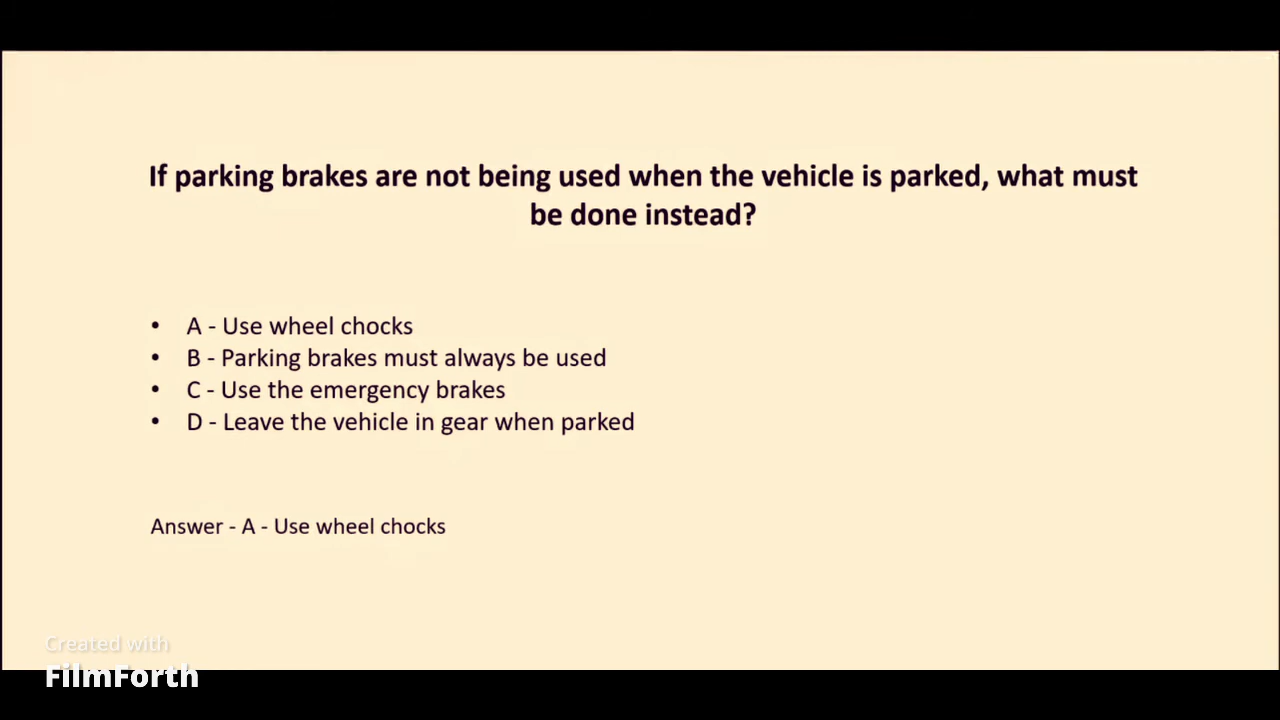 If parking brakes are not being used when the vehicle is parked, what must
be done instead?
• A - Use wheel chocks
• B - Parking brakes must always be used
• C - Use the emergency brakes
• D - Leave the vehicle in gear when parked
Answer - A - Use wheel chocks
Created with
FilmForth